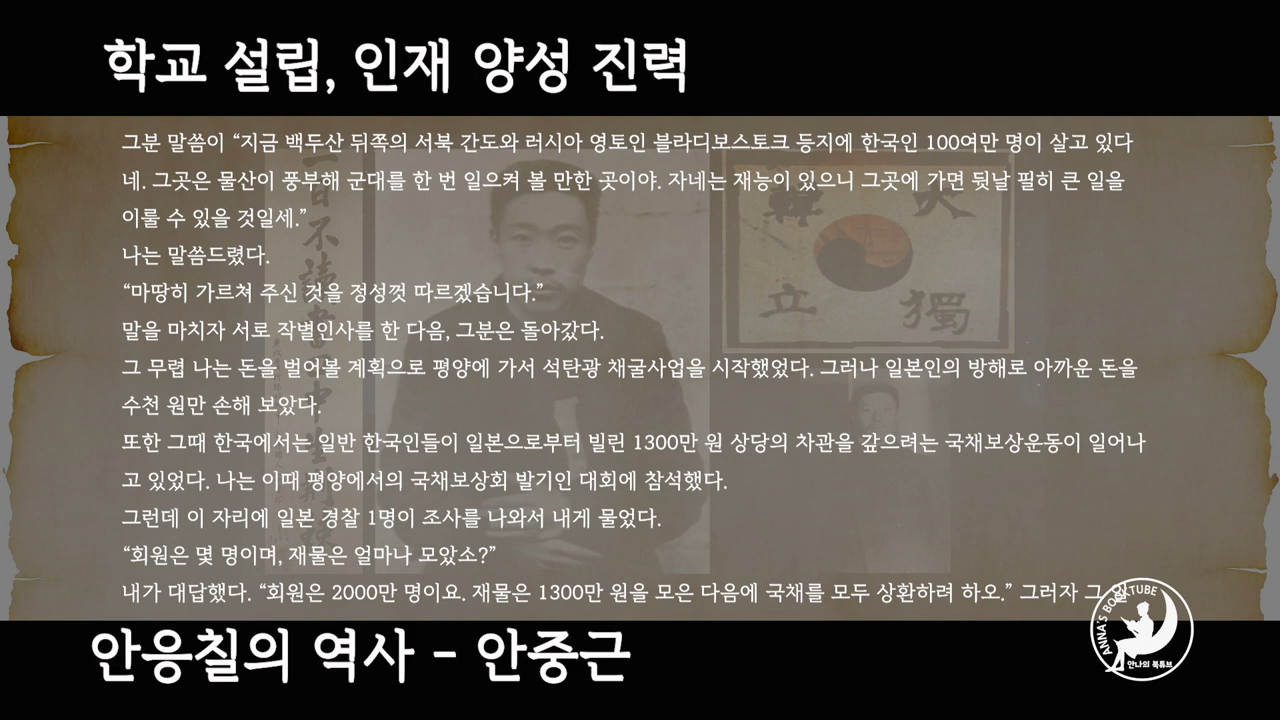 학교 설립, 인재 양성 진력
그분 말씀이 “지금 백두산 뒤쪽의 서북 간도와 러시아 영토인 블라디보스토크 등지에 한국인 100여만 명이 살고 있다
네. 그곳은 물산이 풍부해 군대를 한 번 일으켜 볼 만한 곳이야. 자네는 재능이 있으니 그곳에 가면 뒷날 필히 큰 일을
이룰 수 있을 것일세.”
나는 말씀드렸다.
“마땅히 가르쳐 주신 것을 정성껏 따르겠습니다.”
말을 마치자 서로 작별인사를 한 다음, 그분은 돌아갔다.
그 무렵 나는 돈을 벌어볼 계획으로 평양에 가서 석탄광 채굴사업을 시작했었다. 그러나 일본인의 방해로 아까운 돈을
수천 원만 손해 보았다.
또한 그때 한국에서는 일반 한국인들이 일본으로부터 빌린 1300만 원 상당의 차관을 갚으려는 국채보상운동이 일어나
고 있었다. 나는 이때 평양에서의 국채보상회 발기인 대회에 참석했다.
그런데 이 자리에 일본 경찰 1명이 조사를 나와서 내게 물었다.
“회원은 몇 명이며, 재물은 얼마나 모았소?”
내가 대답했다. “회원은 2000만 명이요. 재물은 1300만 원을 모은 다음에 국채를 모두 상환하려 하오.” 그러자 그
안응칠의 역사 - 안중근
ANNA'S BOOKTUBE
안나의 북튜브
一日不讀書口中生荊棘
韓 大
立 獨